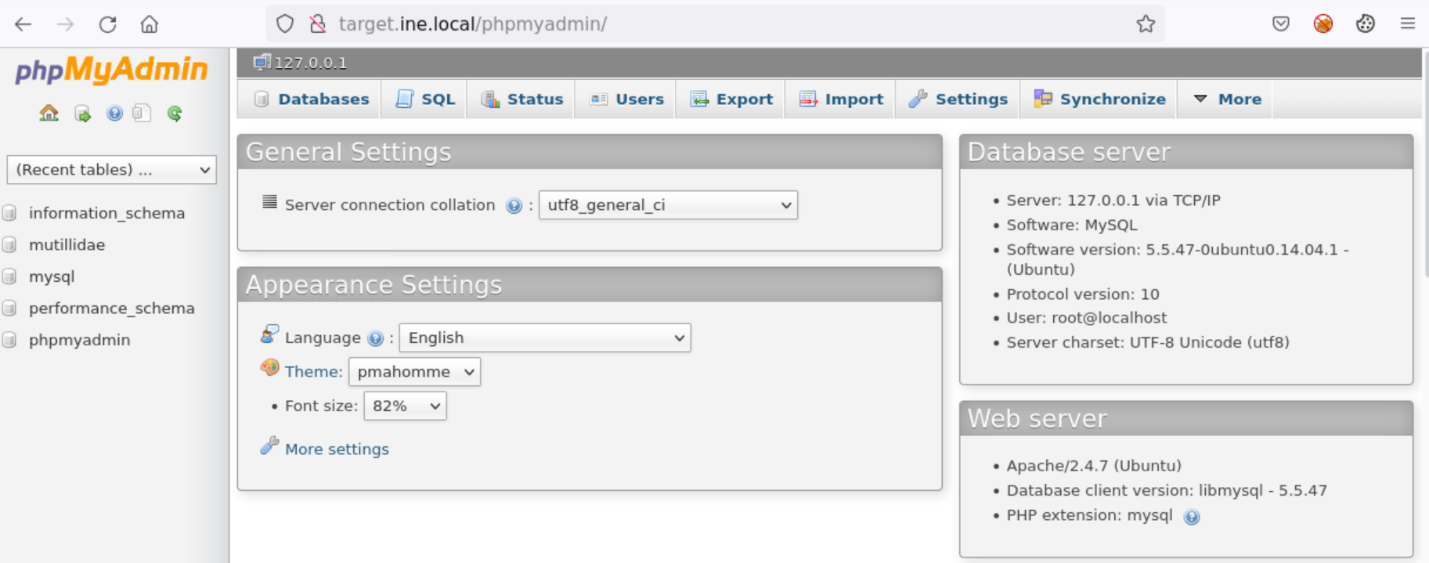 target.ine.local/phpmyadmin/
phpMyAdmin
(Recent tables) ...
information_schema
mutillidae
mysql
performance_schema
phpmyadmin
127.0.0.1
Databases SQL Status Users Export Import Settings Synchronize More
General Settings
Server connection collation : utf8_general_ci
Appearance Settings
Language : English
Theme: pmahomme
• Font size: 82%
More settings
Database server
• Server: 127.0.0.1 via TCP/IP
• Software: MySQL
• Software version: 5.5.47-0ubuntu0.14.04.1 -
(Ubuntu)
• Protocol version: 10
• User: root@localhost
• Server charset: UTF-8 Unicode (utf8)
Web server
• Apache/2.4.7 (Ubuntu)
• Database client version: libmysql - 5.5.47
• PHP extension: mysql